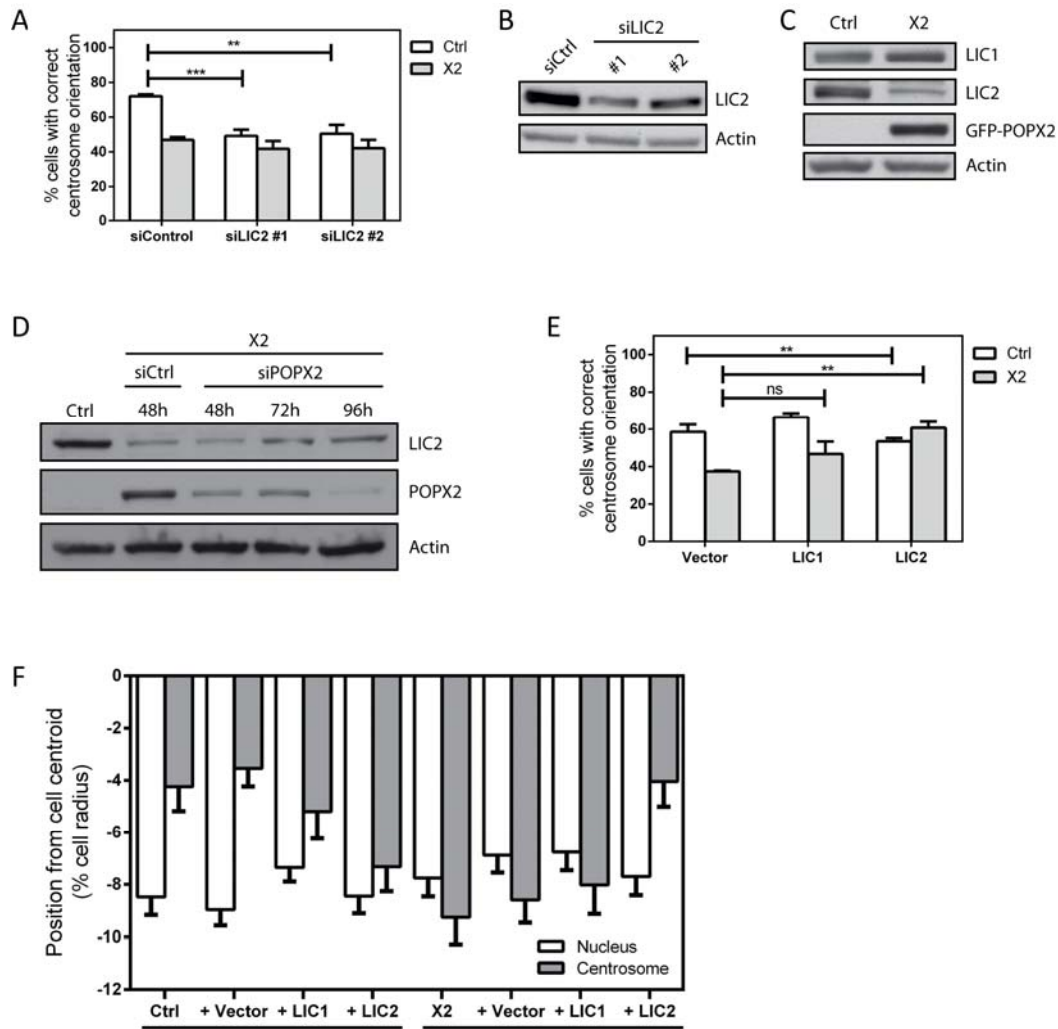 A
% cells with correct
centrosome orientation
100
80
60
40
20
0
**
***
Ctrl
X2
siControl
siLIC2 #1
siLIC2 #2
B
siLIC2
siCtrl
#1
#2
LIC2
Actin
C
Ctrl
X2
LIC1
LIC2
GFP-POPX2
Actin
D
X2
siCtrl
siPOPX2
Ctrl
48h
48h
72h
96h
LIC2
POPX2
Actin
E
% cells with correct
centrosome orientation
100
80
60
40
20
0
**
**
ns
Ctrl
X2
Vector
LIC1
LIC2
F
Position from cell centroid
(% cell radius)
0
-2
-4
-6
-8
-10
-12
Nucleus
Centrosome
Ctrl
+ Vector
+ LIC1
+ LIC2
X2
+ Vector
+ LIC1
+ LIC2